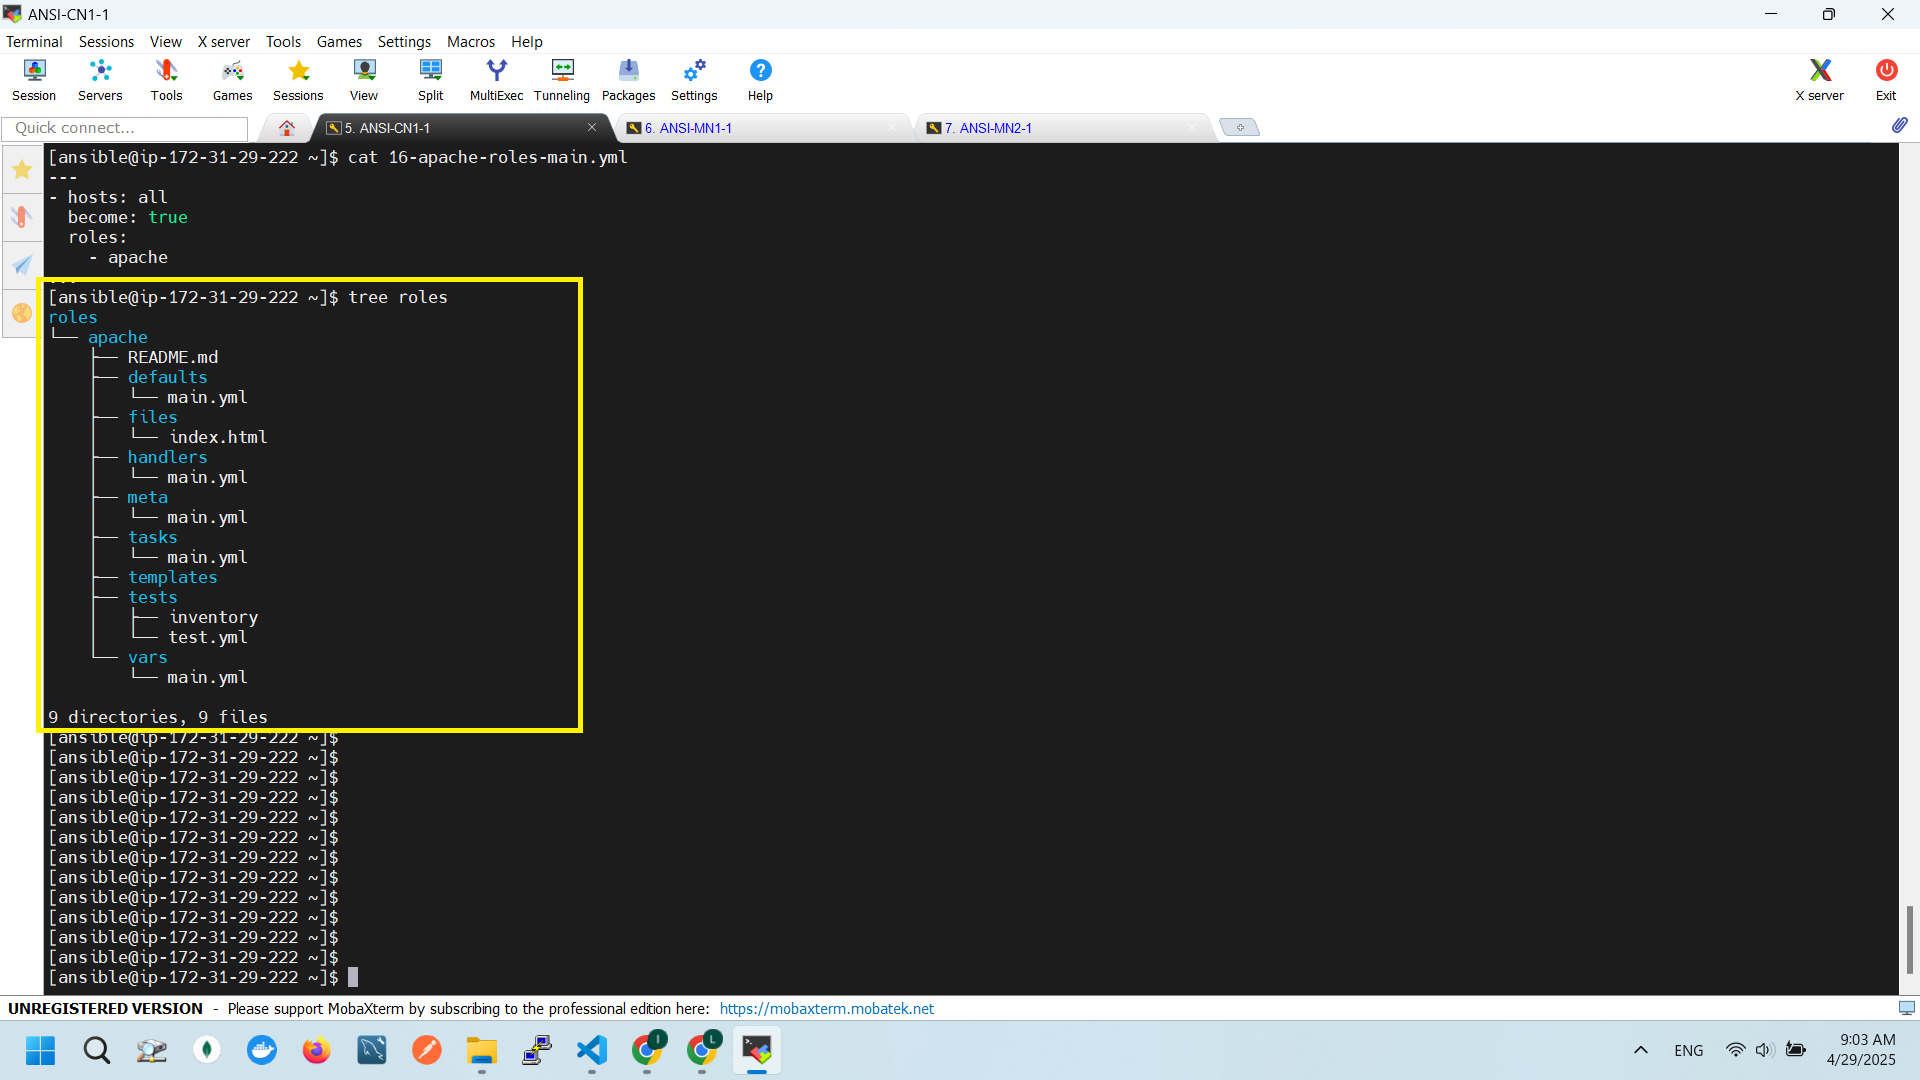 ANSI-CN1-1
Terminal Sessions View X server Tools Games Settings Macros Help
Session Servers Tools Games Sessions View Split MultiExec Tunneling Packages Settings Help X server Exit
Quick connect... 5. ANSI-CN1-1 6. ANSI-MN1-1 7. ANSI-MN2-1
[ansible@ip-172-31-29-222 ~]$ cat 16-apache-roles-main.yml
---
- hosts: all
  become: true
  roles:
    - apache
...
[ansible@ip-172-31-29-222 ~]$ tree roles
roles
└── apache
    ├── README.md
    ├── defaults
    │   └── main.yml
    ├── files
    │   └── index.html
    ├── handlers
    │   └── main.yml
    ├── meta
    │   └── main.yml
    ├── tasks
    │   └── main.yml
    ├── templates
    ├── tests
    │   ├── inventory
    │   └── test.yml
    └── vars
        └── main.yml
9 directories, 9 files
[ansible@ip-172-31-29-222 ~]$
[ansible@ip-172-31-29-222 ~]$
[ansible@ip-172-31-29-222 ~]$
[ansible@ip-172-31-29-222 ~]$
[ansible@ip-172-31-29-222 ~]$
[ansible@ip-172-31-29-222 ~]$
[ansible@ip-172-31-29-222 ~]$
[ansible@ip-172-31-29-222 ~]$
[ansible@ip-172-31-29-222 ~]$
[ansible@ip-172-31-29-222 ~]$
[ansible@ip-172-31-29-222 ~]$
[ansible@ip-172-31-29-222 ~]$
[ansible@ip-172-31-29-222 ~]$
UNREGISTERED VERSION - Please support MobaXterm by subscribing to the professional edition here: https://mobaxterm.mobatek.net
I L ENG 9:03 AM
4/29/2025